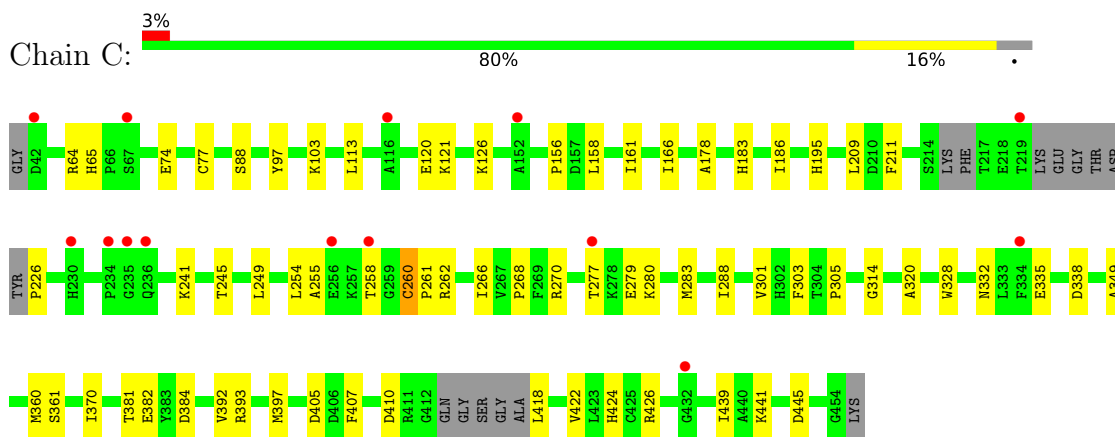 3%
Chain C:
80% 16% •
GLY D42 R64 H65 P66 S67 E74 C77 S88 Y97 K103 L113 A116 E120 K121 K126 A152 P156 D157 L158 I161 I166 A178 H183 I186 H195 L209 D210 F211 S214 LYS PHE T217 E218 T219 LYS GLU GLY THR ASP
TYR P226 H230 P234 G235 Q236 K241 T245 L249 L254 A255 E256 K257 T258 G259 C260 P261 R262 I266 V267 P268 F269 R270 T277 K278 E279 K280 M283 I288 V301 H302 F303 T304 P305 G314 A320 W328 N332 L333 F334 E335 D338 A349
M360 S361 I370 T381 E382 Y383 D384 V392 R393 M397 D405 D406 F407 D410 R411 G412 GLN GLY SER GLY ALA L418 V422 L423 H424 C425 R426 G432 I439 A440 K441 D445 G454 LYS